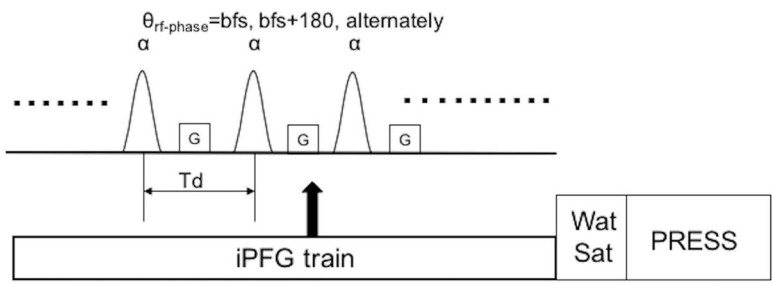 θrf-phase=bfs, bfs+180, alternately
α α α
G G G
Td
Wat
Sat
PRESS
iPFG train